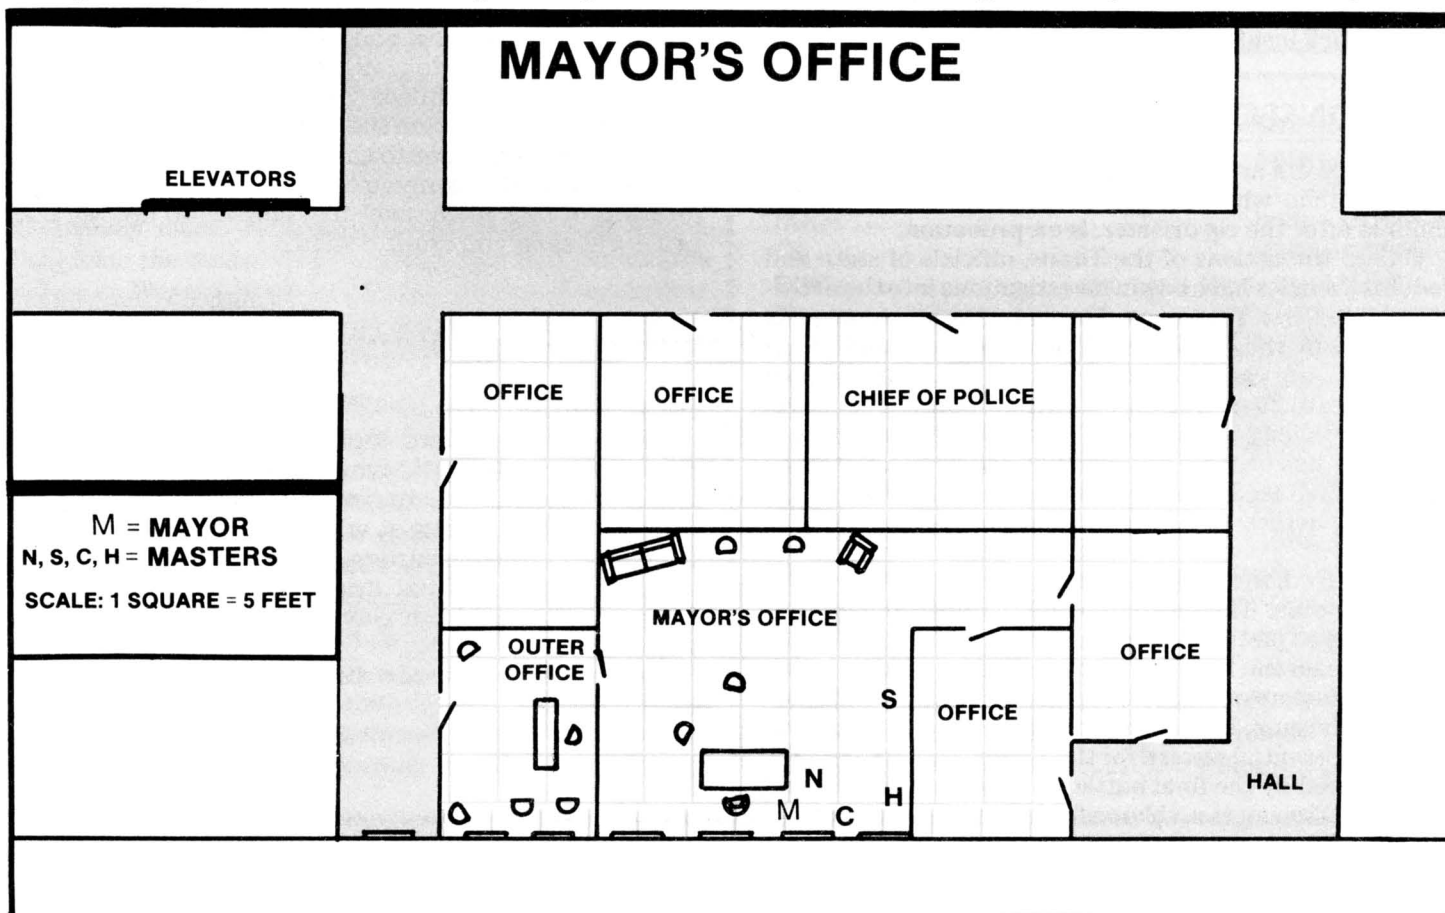 MAYOR'S OFFICE
ELEVATORS
OFFICE
OFFICE
CHIEF OF POLICE
M = MAYOR
N, S, C, H = MASTERS
SCALE: 1 SQUARE = 5 FEET
MAYOR'S OFFICE
OUTER
OFFICE
OFFICE
S
OFFICE
N
H
HALL
M
C